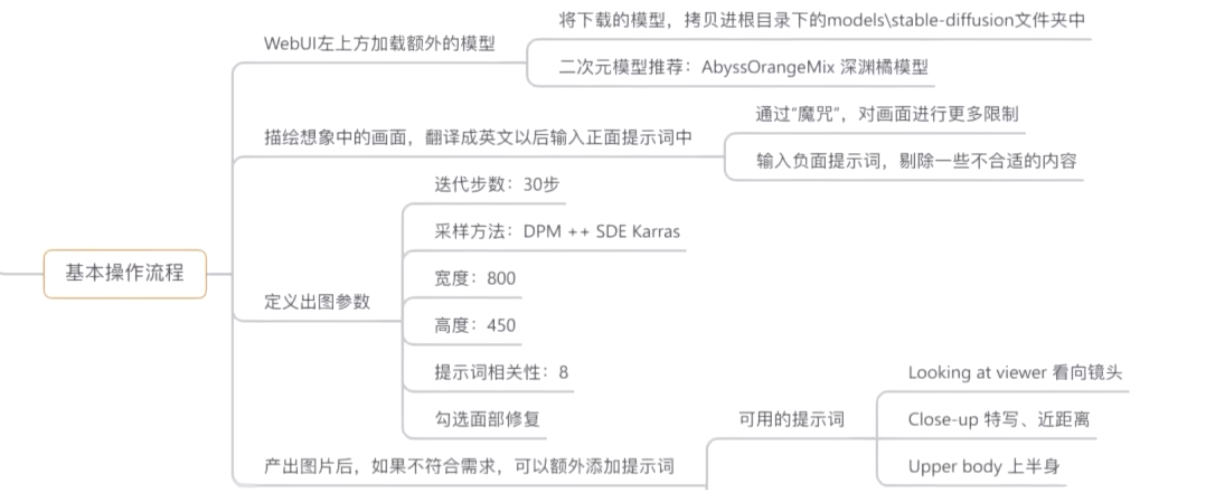 将下载的模型，拷贝进根目录下的models\stable-diffusion文件夹中
WebUI左上方加载额外的模型
二次元模型推荐：AbyssOrangeMix 深渊橘模型
通过“魔咒”，对画面进行更多限制
描绘想象中的画面，翻译成英文以后输入正面提示词中
输入负面提示词，剔除一些不合适的内容
迭代步数：30步
采样方法：DPM ++ SDE Karras
基本操作流程
宽度：800
定义出图参数
高度：450
提示词相关性：8
Looking at viewer 看向镜头
勾选面部修复
可用的提示词
Close-up 特写、近距离
产出图片后，如果不符合需求，可以额外添加提示词
Upper body 上半身